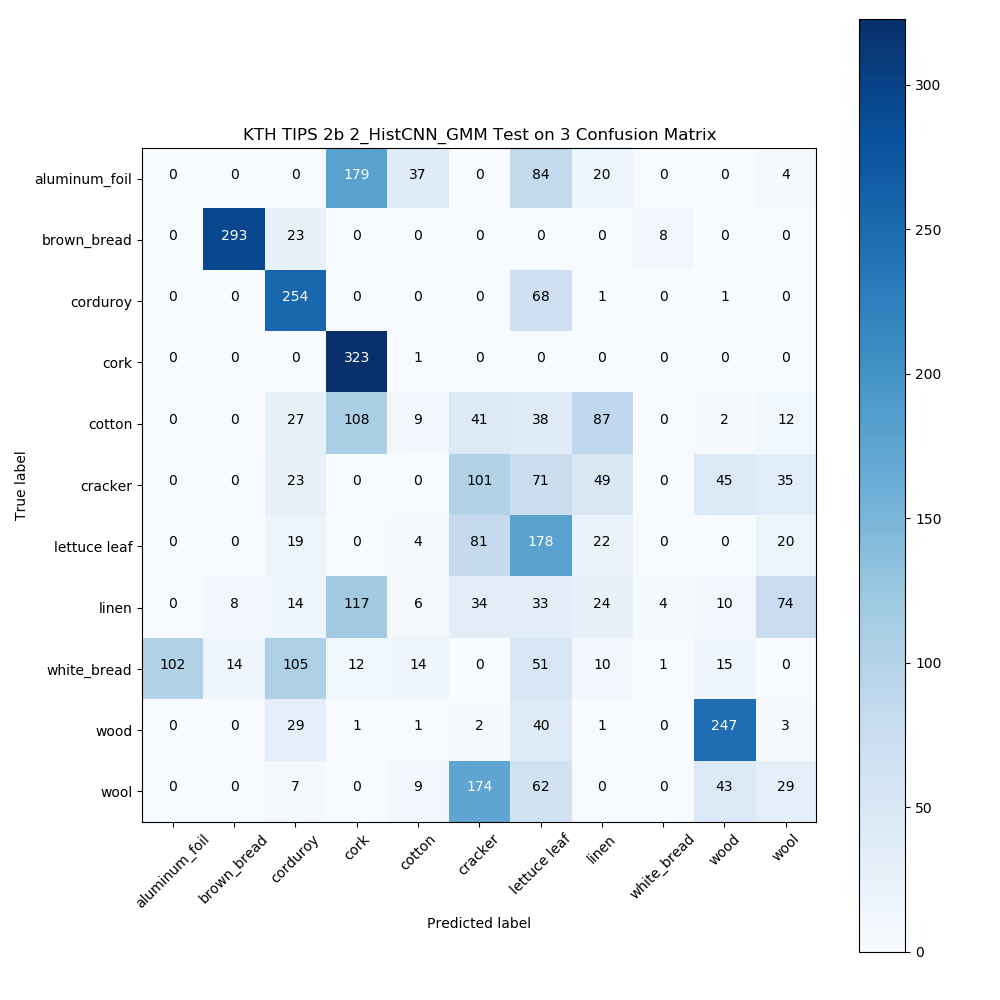 KTH TIPS 2b 2_HistCNN_GMM Test on 3 Confusion Matrix
True label
aluminum_foil 0 0 0 179 37 0 84 20 0 0 4
brown_bread 0 293 23 0 0 0 0 0 8 0 0
corduroy 0 0 254 0 0 0 68 1 0 1 0
cork 0 0 0 323 1 0 0 0 0 0 0
cotton 0 0 27 108 9 41 38 87 0 2 12
cracker 0 0 23 0 0 101 71 49 0 45 35
lettuce leaf 0 0 19 0 4 81 178 22 0 0 20
linen 0 8 14 117 6 34 33 24 4 10 74
white_bread 102 14 105 12 14 0 51 10 1 15 0
wood 0 0 29 1 1 2 40 1 0 247 3
wool 0 0 7 0 9 174 62 0 0 43 29
aluminum_foil brown_bread corduroy cork cotton cracker lettuce leaf linen white_bread wood wool
Predicted label
300
250
200
150
100
50
0